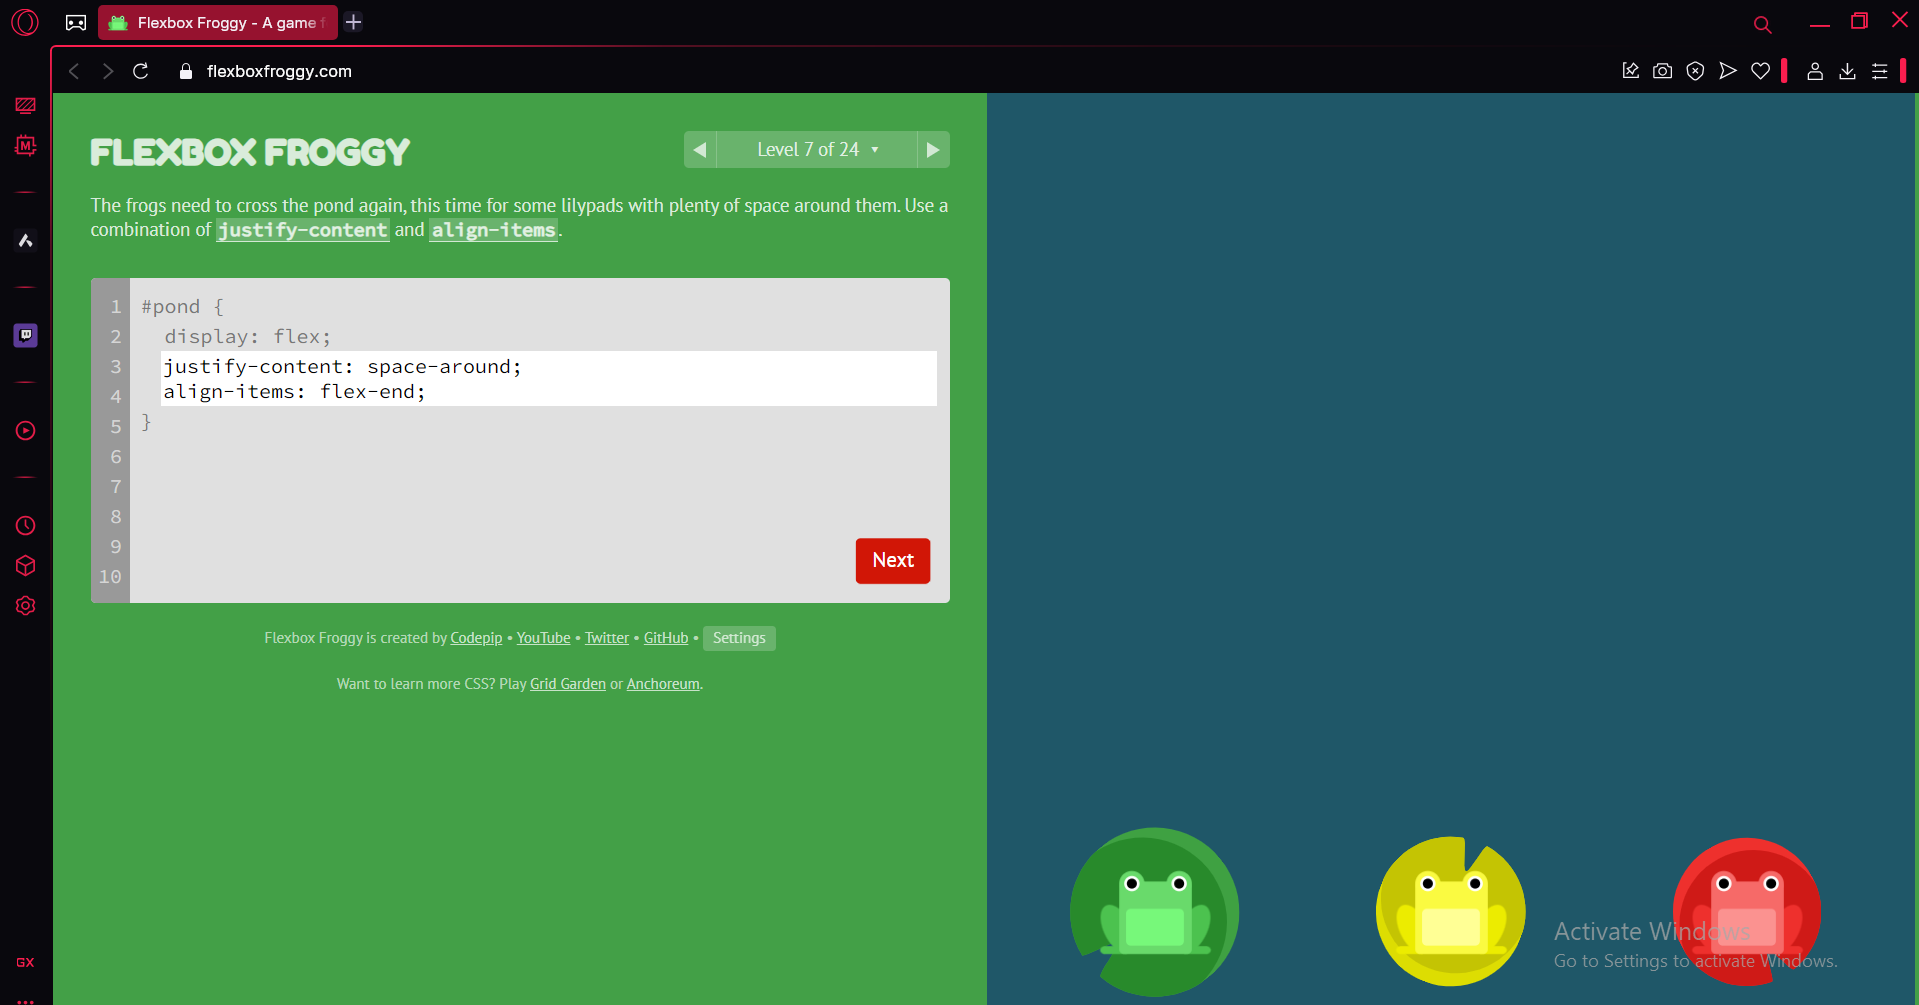 Flexbox Froggy - A game f
flexboxfroggy.com
M
FLEXBOX FROGGY
Level 7 of 24
The frogs need to cross the pond again, this time for some lilypads with plenty of space around them. Use a
combination of justify-content and align-items.
1 #pond {
2 display: flex;
3 justify-content: space-around;
4 align-items: flex-end;
5 }
6
7
8
9
10
Next
Flexbox Froggy is created by Codepip • YouTube • Twitter • GitHub • Settings
Want to learn more CSS? Play Grid Garden or Anchoreum.
Activate Windows
Go to Settings to activate Windows.
GX